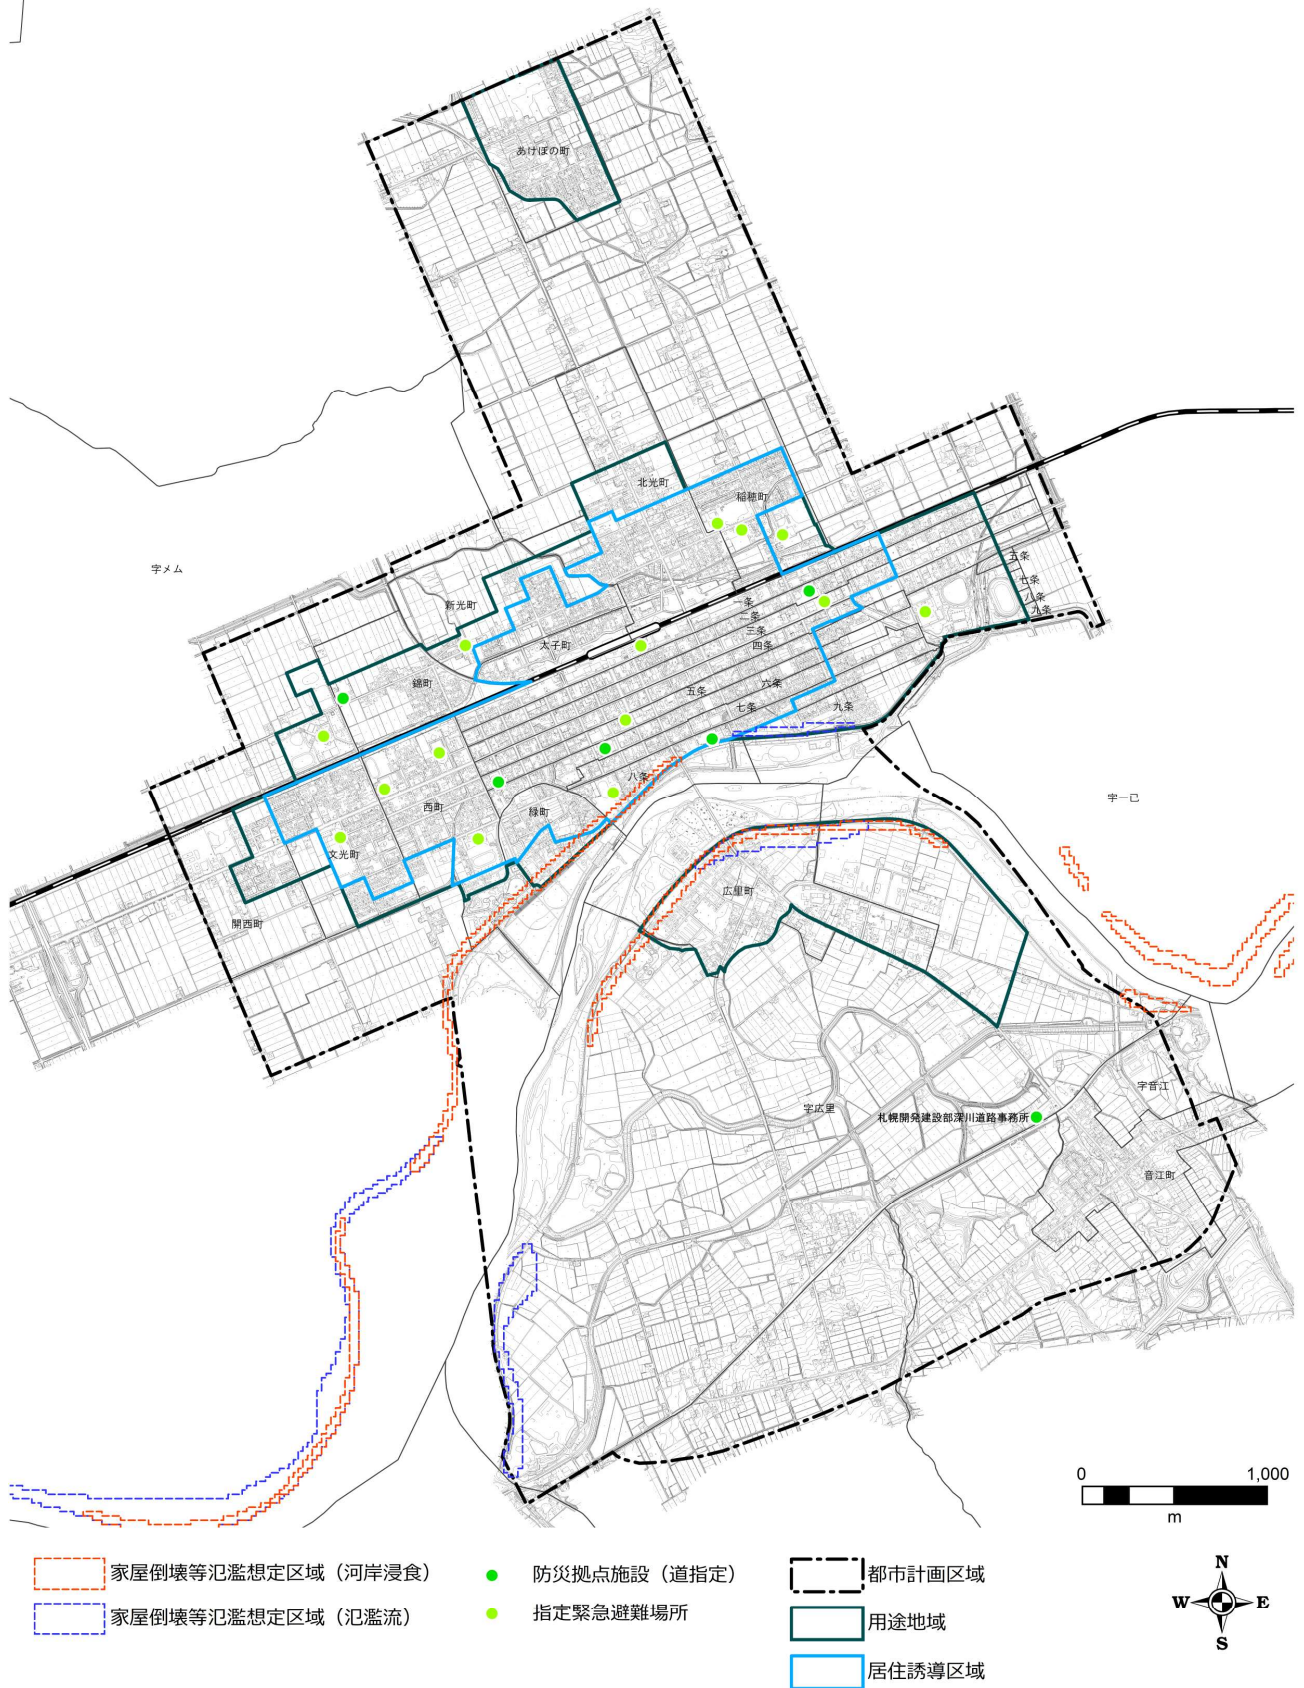 あけぼの町
北光町
稲穂町
字メム
新光町
太子町
錦町
一条
二条
三条
四条
五条
六条
七条
八条
九条
五条
七条
八条
九条
西町
緑町
文光町
開西町
字一已
広里町
字広里
札幌開発建設部深川道路事務所
字音江
音江町
0 1,000
m
家屋倒壊等氾濫想定区域（河岸浸食）
家屋倒壊等氾濫想定区域（氾濫流）
防災拠点施設（道指定）
指定緊急避難場所
都市計画区域
用途地域
居住誘導区域
N
W E
S